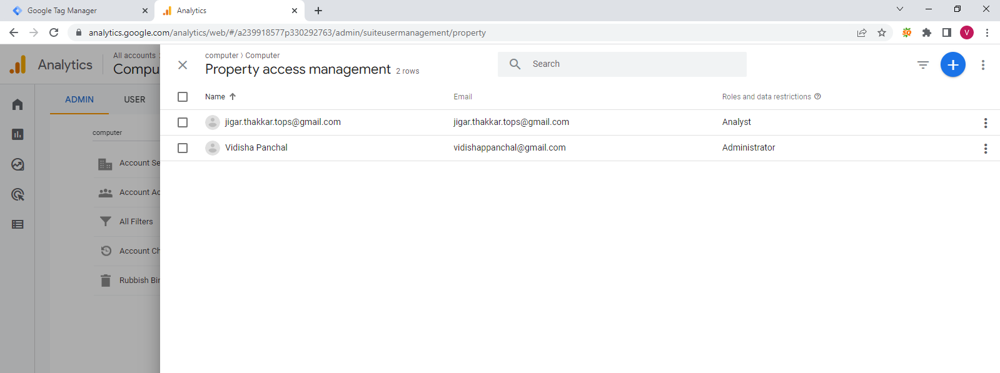 Google Tag Manager
Analytics
analytics.google.com/analytics/web/#/a239918577p330292763/admin/suiteusermanagement/property
SQ
V
Analytics
All accounts
Compu
computer › Computer
Property access management 2 rows
Search
ADMIN
USER
Name
Email
Roles and data restrictions
jigar.thakkar.tops@gmail.com
jigar.thakkar.tops@gmail.com
Analyst
Vidisha Panchal
vidishappanchal@gmail.com
Administrator
computer
Account Se
Account Ac
All Filters
Account Ch
Rubbish Bin